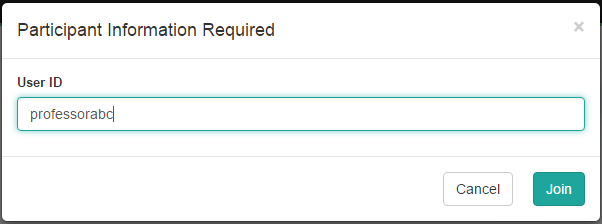 Participant Information Required
×
User ID
professorabc
Cancel Join